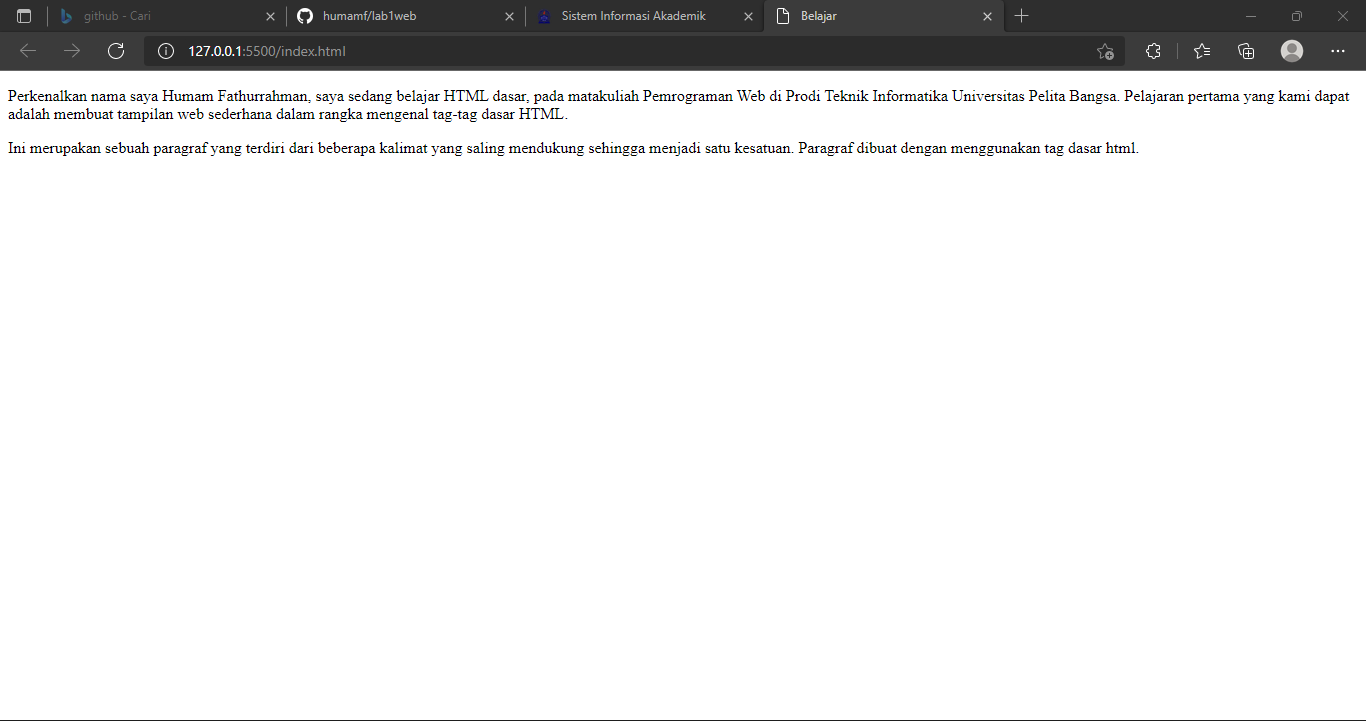 github - Cari
humamf/lab1web
Sistem Informasi Akademik
Belajar
127.0.0.1:5500/index.html
Perkenalkan nama saya Humam Fathurrahman, saya sedang belajar HTML dasar, pada matakuliah Pemrograman Web di Prodi Teknik Informatika Universitas Pelita Bangsa. Pelajaran pertama yang kami dapat
adalah membuat tampilan web sederhana dalam rangka mengenal tag-tag dasar HTML.
Ini merupakan sebuah paragraf yang terdiri dari beberapa kalimat yang saling mendukung sehingga menjadi satu kesatuan. Paragraf dibuat dengan menggunakan tag dasar html.